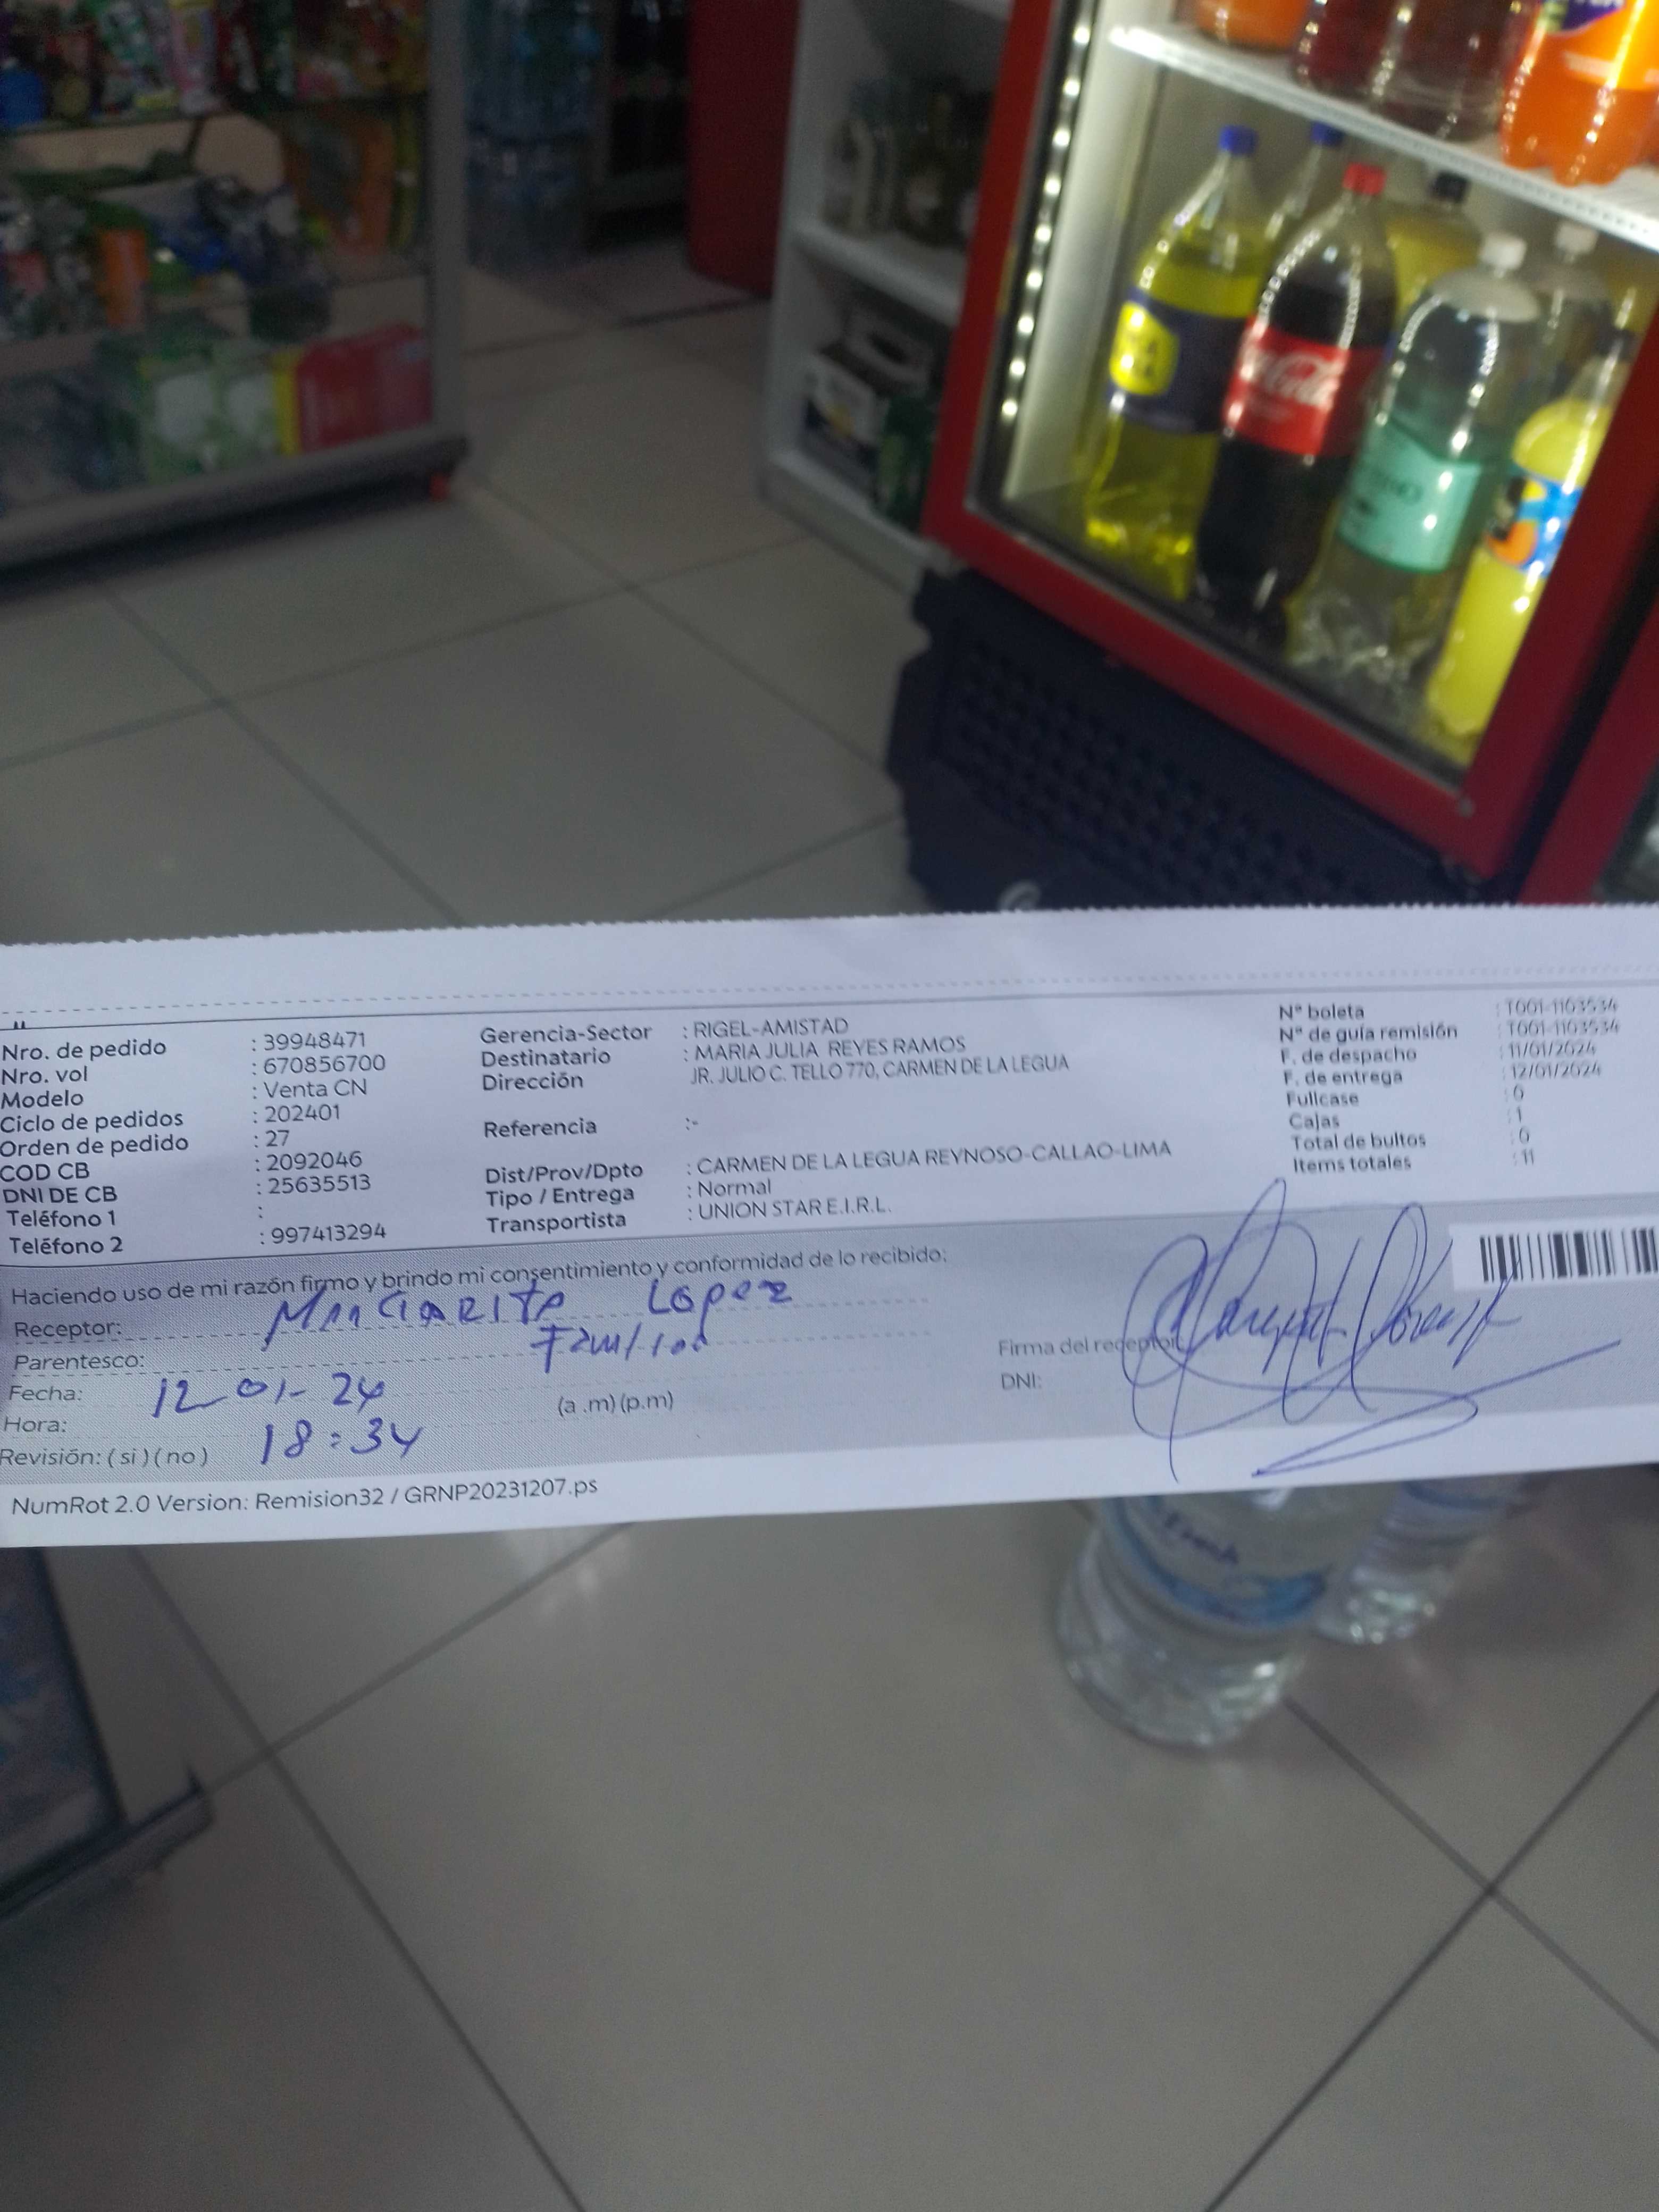 Coca-Cola
Nro. de pedido : 39948471
Nro. vol : 670856700
Modelo : Venta CN
Ciclo de pedidos : 202401
Orden de pedido : 27
COD CB : 2092046
DNI DE CB : 25635513
Teléfono 1 :
Teléfono 2 : 997413294
Gerencia-Sector : RIGEL-AMISTAD
Destinatario : MARIA JULIA REYES RAMOS
Dirección JR. JULIO C. TELLO 770, CARMEN DE LA LEGUA
Referencia :-
Dist/Prov/Dpto : CARMEN DE LA LEGUA REYNOSO-CALLAO-LIMA
Tipo / Entrega : Normal
Transportista : UNION STAR E.I.R.L.
N° boleta : T001-1103534
N° de guía remisión : T001-1103534
F. de despacho : 11/01/2024
F. de entrega : 12/01/2024
Fullcase : 0
Cajas : 1
Total de bultos : 0
Items totales : 11
Haciendo uso de mi razón firmo y brindo mi consentimiento y conformidad de lo recibido:
Receptor: MARGARITA Lopez
Parentesco: Familiar
Fecha: 12-01-24
Hora: 18:34 (a .m) (p.m)
Revisión: ( si ) ( no )
Firma del receptor:
DNI:
NumRot 2.0 Version: Remision32 / GRNP20231207.ps